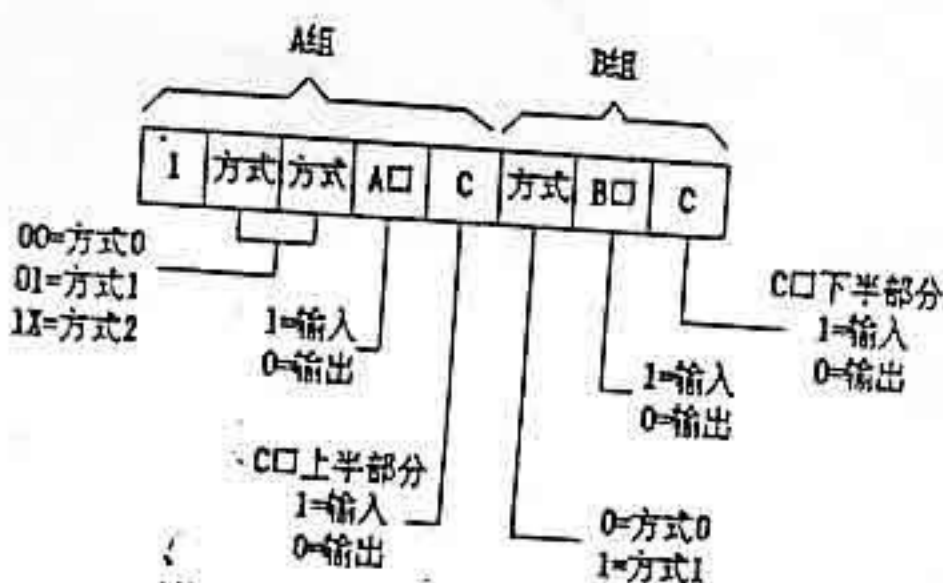 A组
B组
1 方式 方式 A口 C 方式 B口 C
00=方式0
01=方式1
1X=方式2
1=输入
0=输出
C口上半部分
1=输入
0=输出
0=方式0
1=方式1
1=输入
0=输出
C口下半部分
1=输入
0=输出